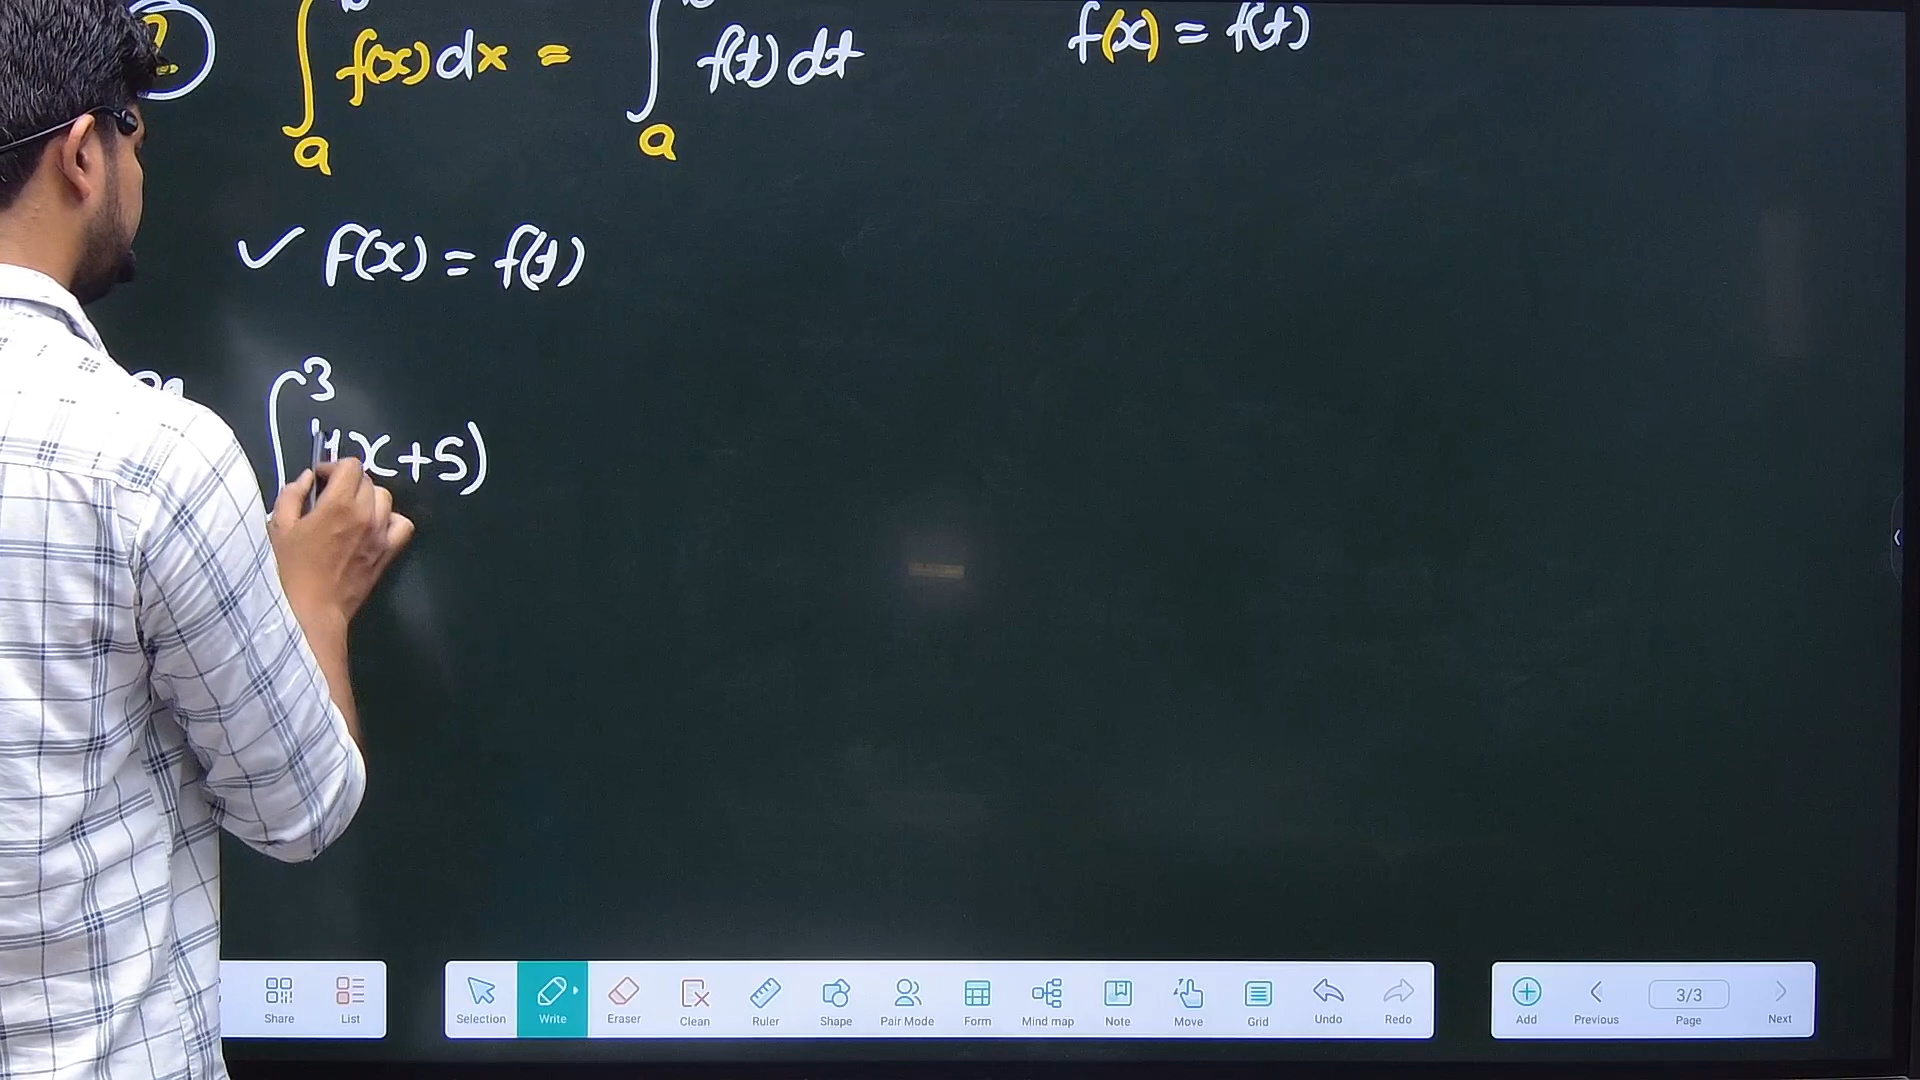 2 ∫ₐ f(x) dx = ∫ₐ f(t) dt f(x) = f(t)
✓ f(x) = f(t)
∫³ (x+5)
Share List Selection Write Eraser Clean Ruler Shape Pair Mode Form Mind map Note Move Grid Undo Redo Add Previous 3/3 Page Next